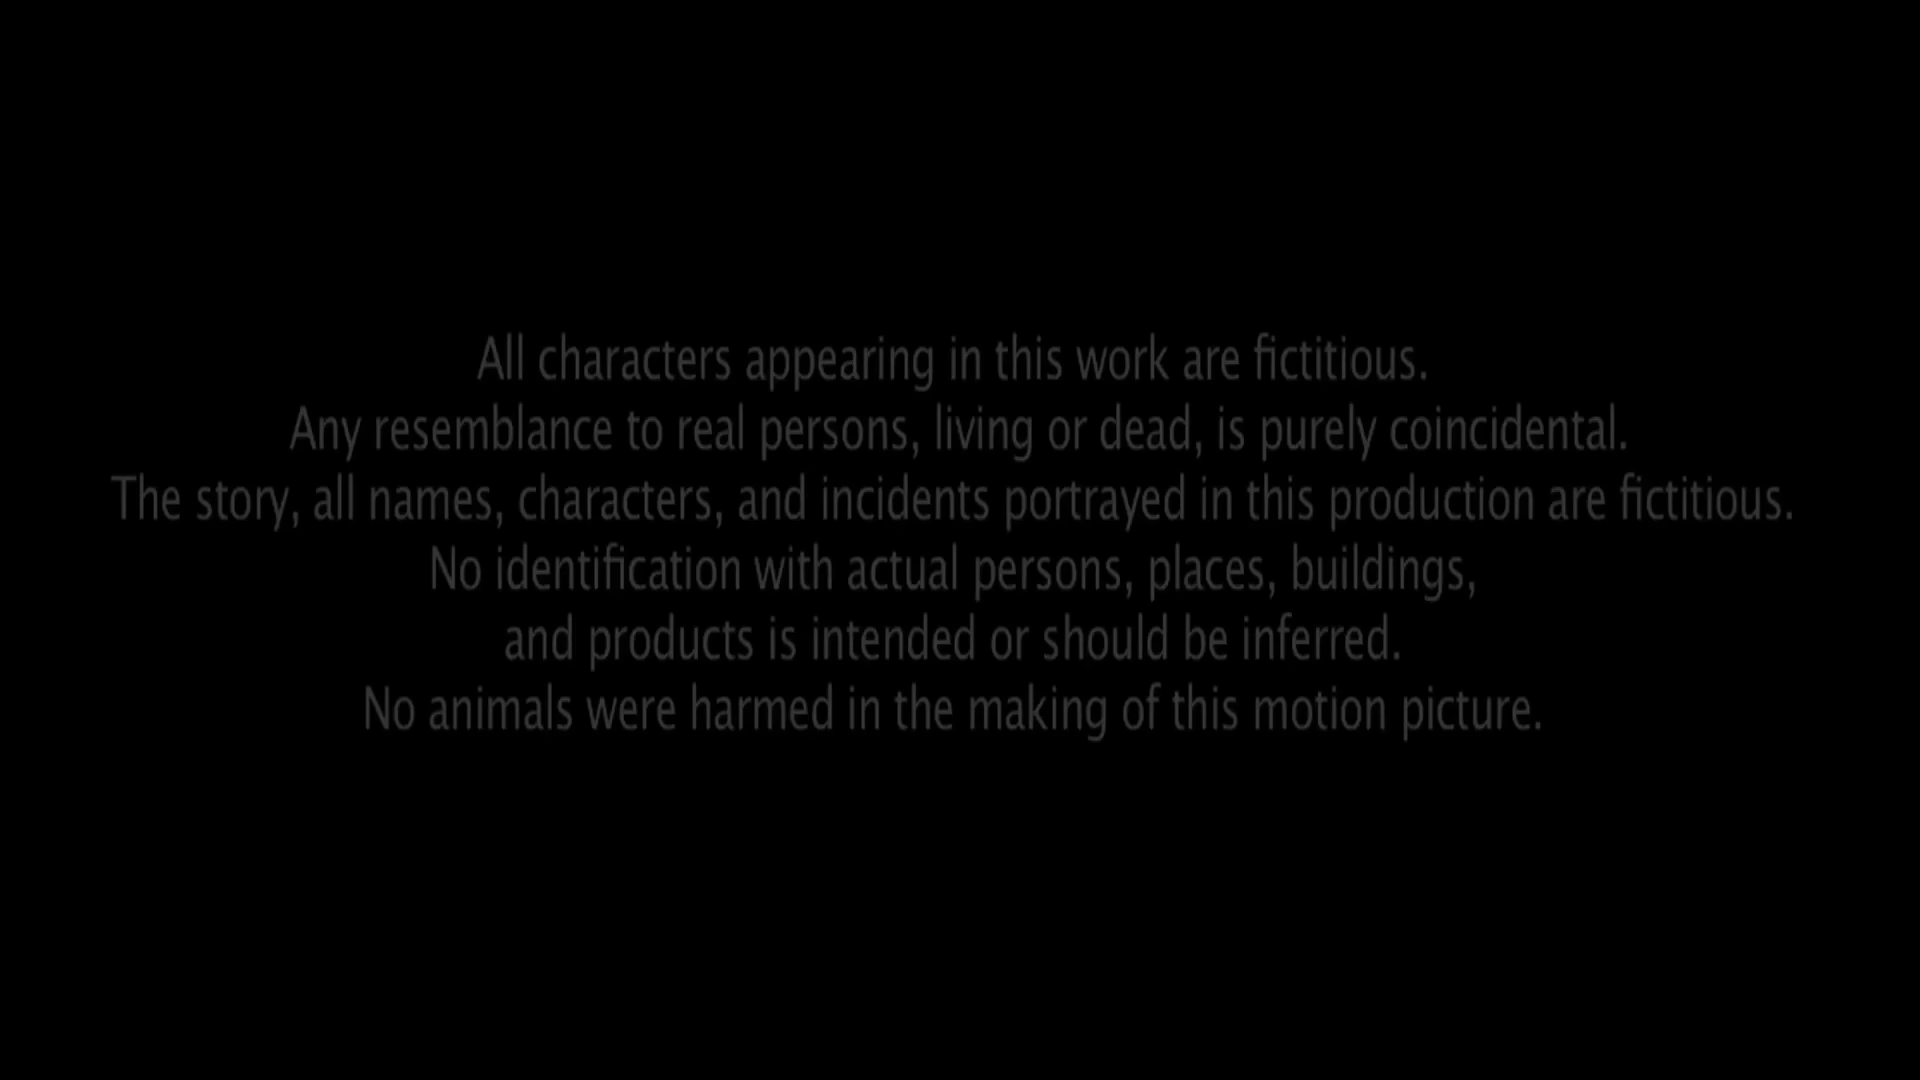 All characters appearing in this work are fictitious.
Any resemblance to real persons, living or dead, is purely coincidental.
The story, all names, characters, and incidents portrayed in this production are fictitious.
No identification with actual persons, places, buildings,
and products is intended or should be inferred.
No animals were harmed in the making of this motion picture.